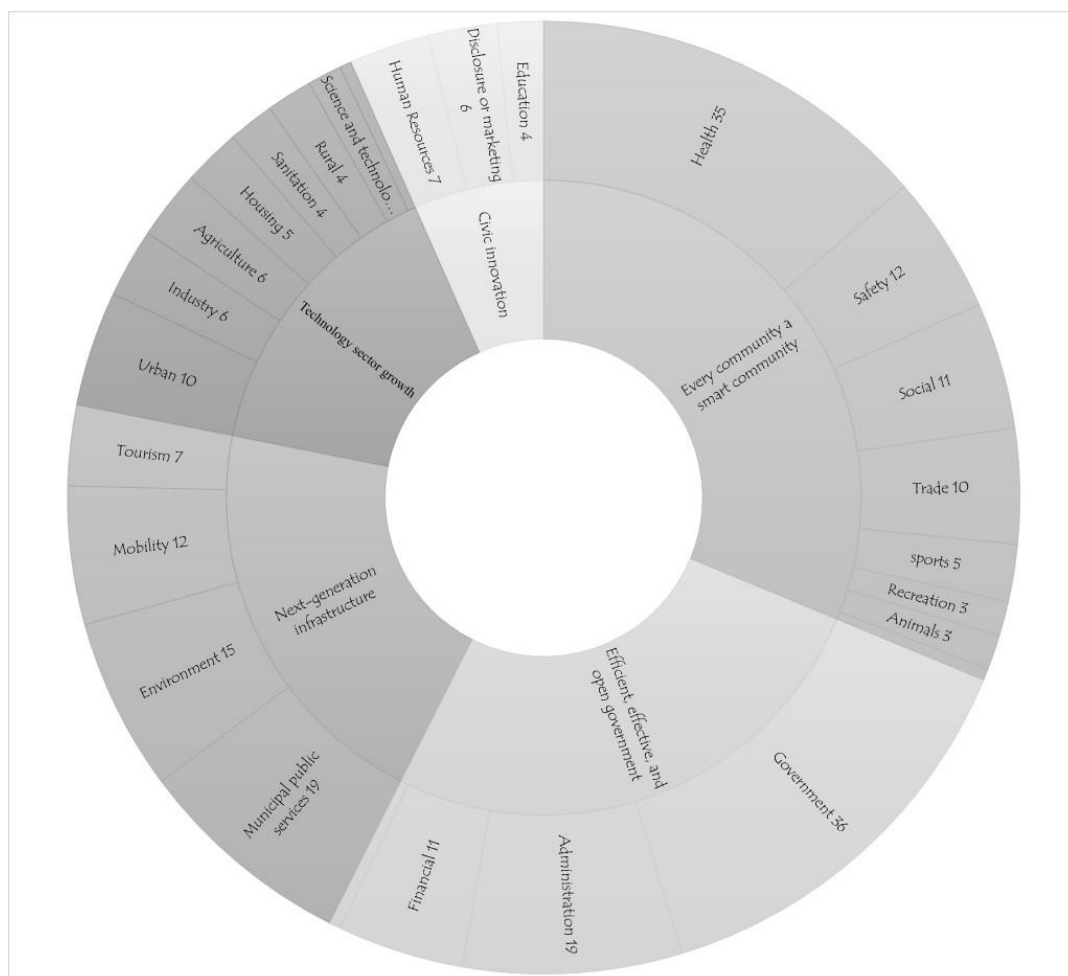 Health 35
Safety 12
Social 11
Trade 10
sports 5
Recreation 3
Animals 3
Every community a
smart community
Government 36
Administration 19
Financial 11
Efficient, effective, and
open government
Municipal public
services 19
Environment 15
Mobility 12
Tourism 7
Next-generation
infrastructure
Urban 10
Industry 6
Agriculture 6
Housing 5
Sanitation 4
Rural 4
Science and technolo...
Technology sector growth
Human Resources 7
Disclosure or marketing
6
Education 4
Civic innovation